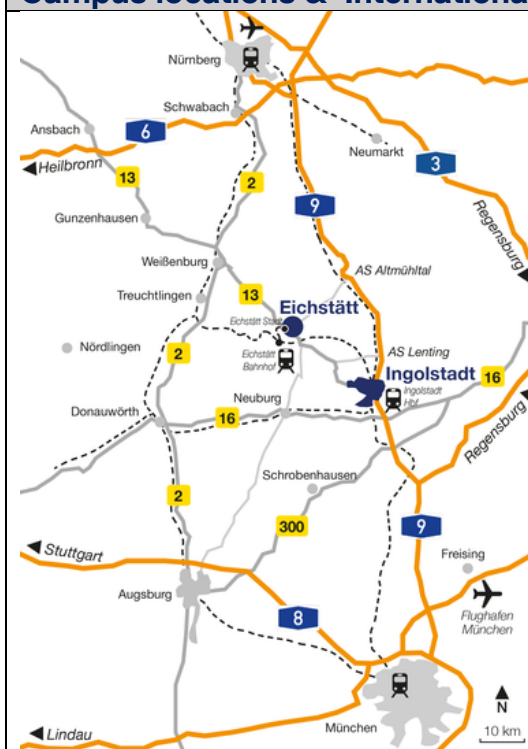 Campus locations & Internationa
Nürnberg
Schwabach
Ansbach
6
Neumarkt
Heilbronn
3
13
2
9
Gunzenhausen
Regensburg
Weißenburg
AS Altmühltal
Treuchtlingen
13
Eichstätt
Eichstätt Stadt
Nördlingen
2
Eichstätt
Bahnhof
AS Lenting
Ingolstadt
16
Ingolstadt
Hbf
Neuburg
Donauwörth
16
Regensburg
Schrobenhausen
2
300
9
Stuttgart
Freising
Augsburg
8
Flughafen
München
N
München
Lindau
10 km